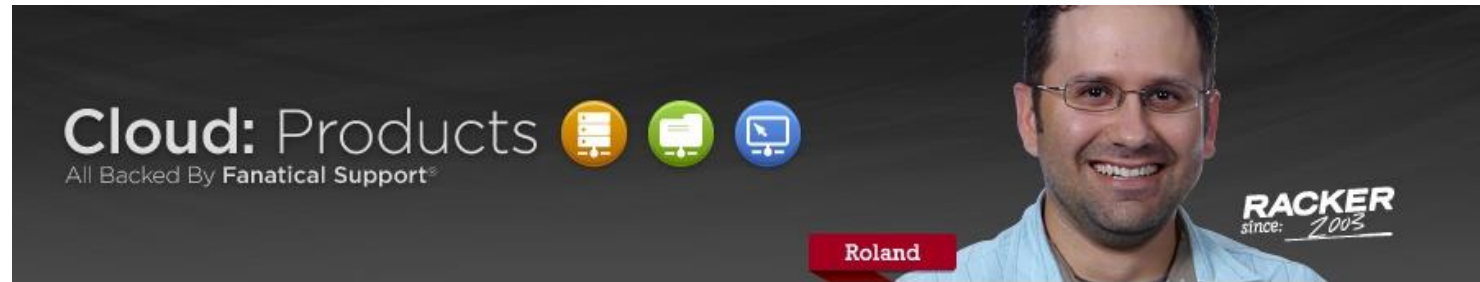 Cloud: Products
All Backed By Fanatical Support®
RACKER
since: 2003
Roland